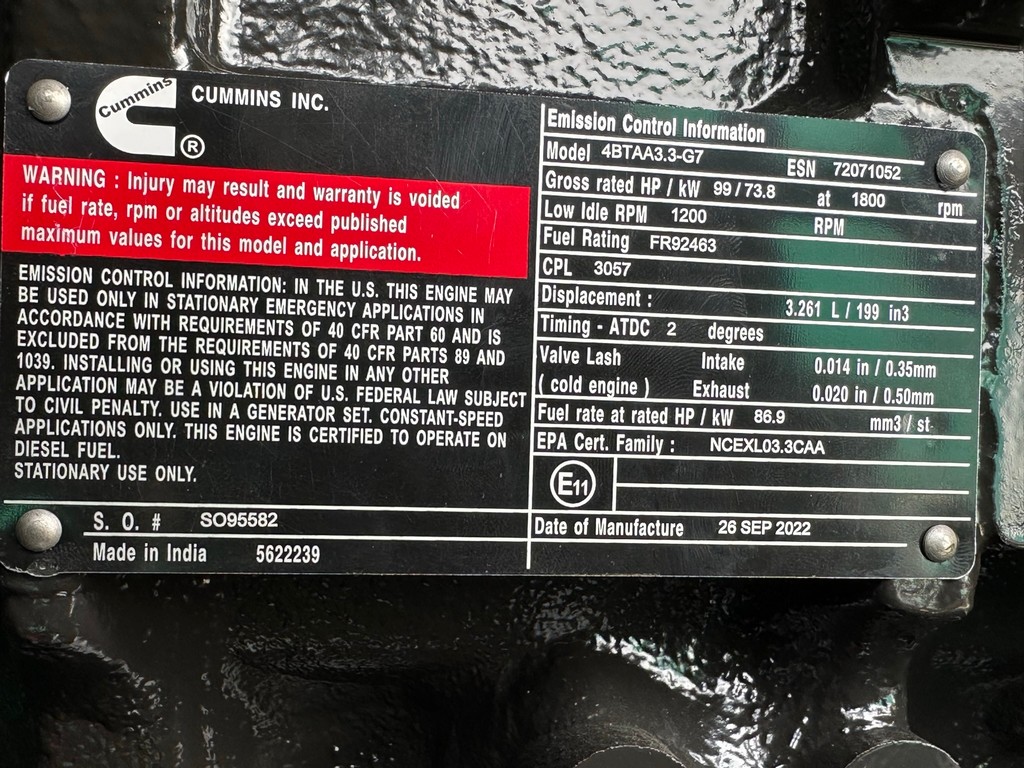 Cummins
®
CUMMINS INC.
WARNING : Injury may result and warranty is voided
if fuel rate, rpm or altitudes exceed published
maximum values for this model and application.
EMISSION CONTROL INFORMATION: IN THE U.S. THIS ENGINE MAY
BE USED ONLY IN STATIONARY EMERGENCY APPLICATIONS IN
ACCORDANCE WITH REQUIREMENTS OF 40 CFR PART 60 AND IS
EXCLUDED FROM THE REQUIREMENTS OF 40 CFR PARTS 89 AND
1039. INSTALLING OR USING THIS ENGINE IN ANY OTHER
APPLICATION MAY BE A VIOLATION OF U.S. FEDERAL LAW SUBJECT
TO CIVIL PENALTY. USE IN A GENERATOR SET. CONSTANT-SPEED
APPLICATIONS ONLY. THIS ENGINE IS CERTIFIED TO OPERATE ON
DIESEL FUEL.
STATIONARY USE ONLY.
S. O. # SO95582
Made in India 5622239
Emission Control Information
Model 4BTAA3.3-G7 ESN 72071052
Gross rated HP / kW 99 / 73.8 at 1800 rpm
Low Idle RPM 1200 RPM
Fuel Rating FR92463
CPL 3057
Displacement : 3.261 L / 199 in3
Timing - ATDC 2 degrees
Valve Lash Intake 0.014 in / 0.35mm
( cold engine ) Exhaust 0.020 in / 0.50mm
Fuel rate at rated HP / kW 86.9 mm3 / st
EPA Cert. Family : NCEXL03.3CAA
E11
Date of Manufacture 26 SEP 2022